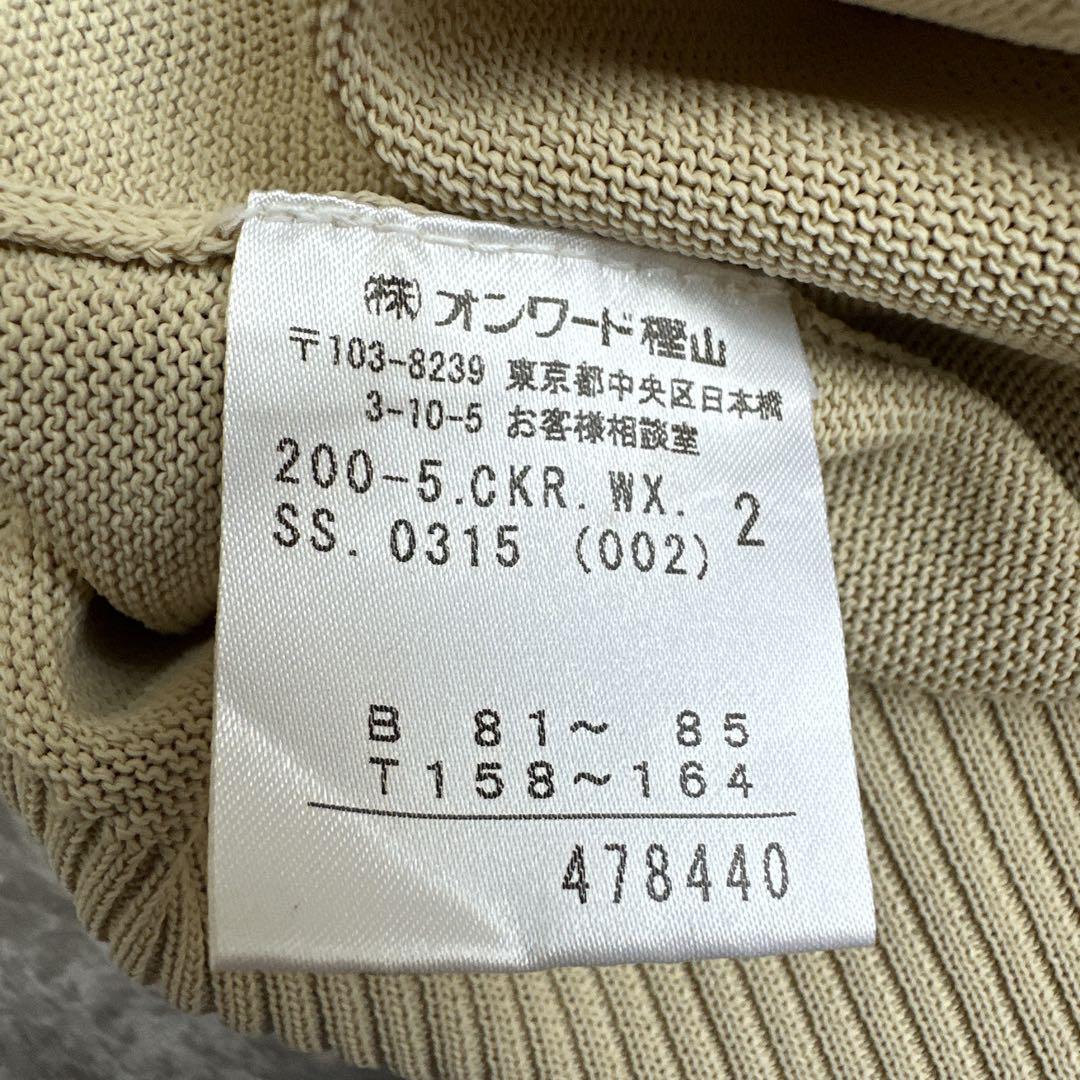 ㈱オンワード樫山
〒103-8239 東京都中央区日本橋
3-10-5 お客様相談室
200-5.CKR.WX. 2
SS.0315 (002)
B 81～ 85
T158～164
478440